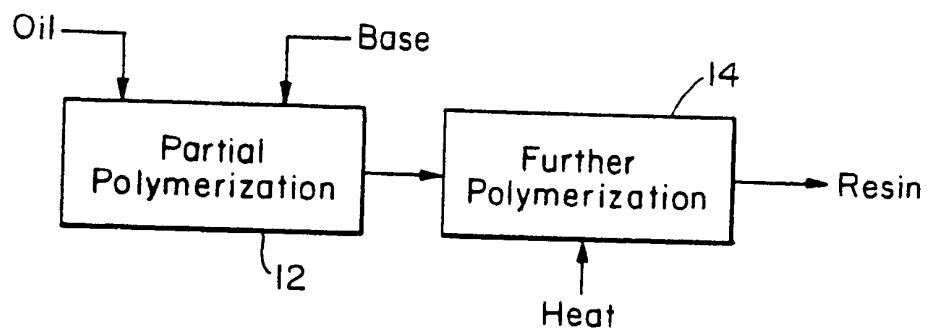 Oil
Base
Partial
Polymerization
12
14
Further
Polymerization
Resin
Heat